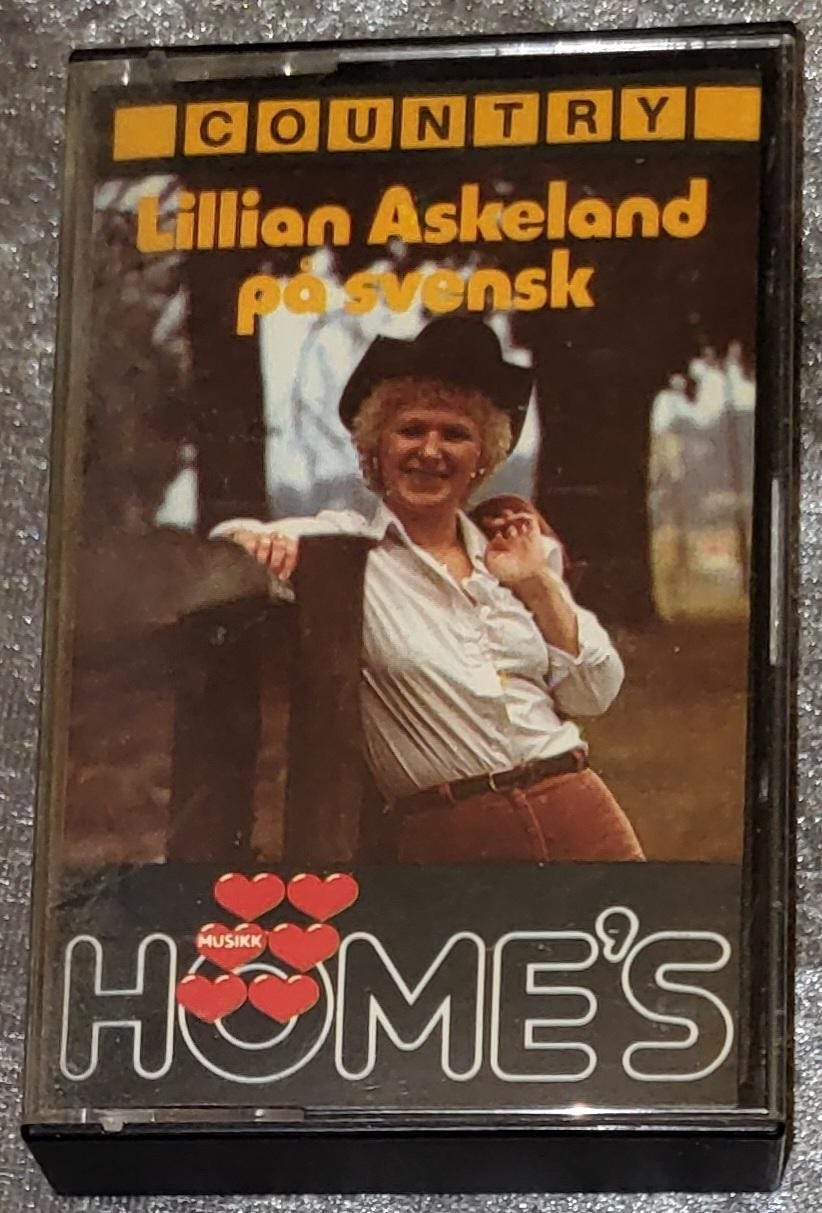 COUNTRY
Lillian Askeland
på svensk
MUSIKK
HOME'S